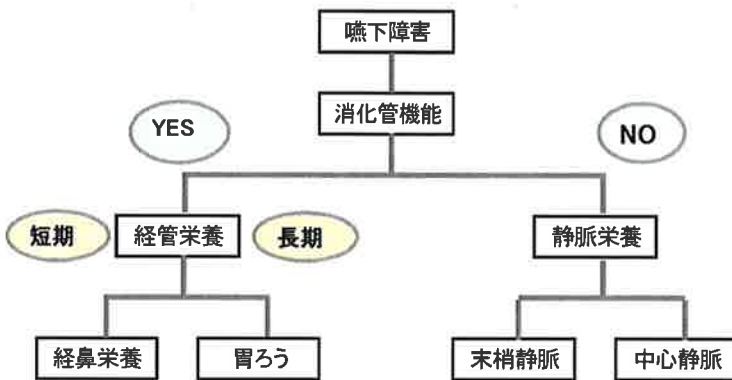 嚥下障害
消化管機能
YES
NO
短期
経管栄養
長期
静脈栄養
経鼻栄養
胃ろう
末梢静脈
中心静脈